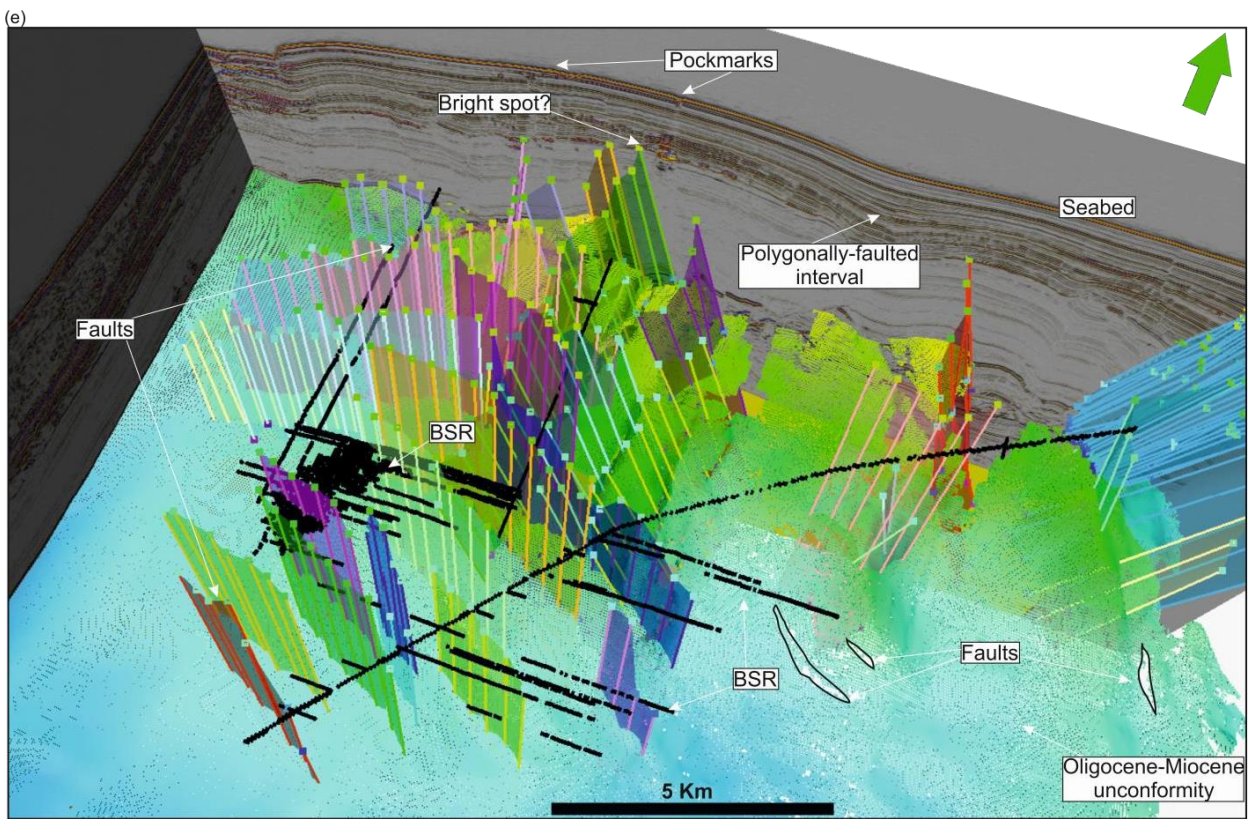 (e)
Pockmarks
Bright spot?
Seabed
Polygonally-faulted
interval
Faults
BSR
Faults
BSR
Oligocene-Miocene
unconformity
5 Km